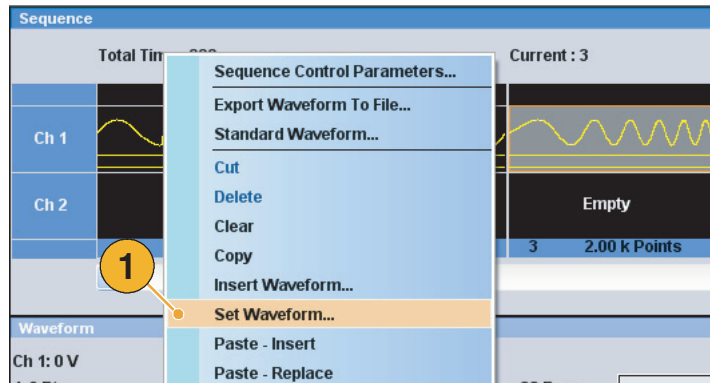 Sequence
Total Tim
Current : 3
Sequence Control Parameters...
Export Waveform To File...
Standard Waveform...
Ch 1
Cut
Delete
Ch 2
Empty
Clear
3 2.00 k Points
Copy
1
Insert Waveform...
Set Waveform...
Waveform
Paste - Insert
Ch 1: 0 V
Paste - Replace